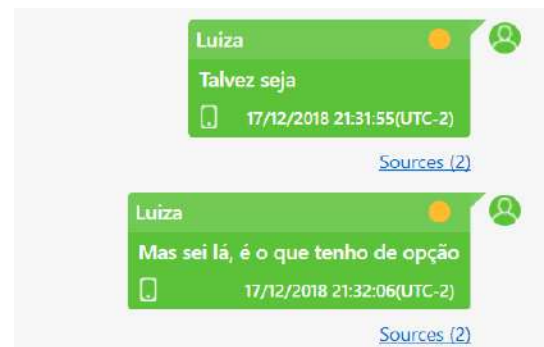 Luiza
Talvez seja
17/12/2018 21:31:55(UTC-2)
Sources (2)
Luiza
Mas sei lá, é o que tenho de opção
17/12/2018 21:32:06(UTC-2)
Sources (2)